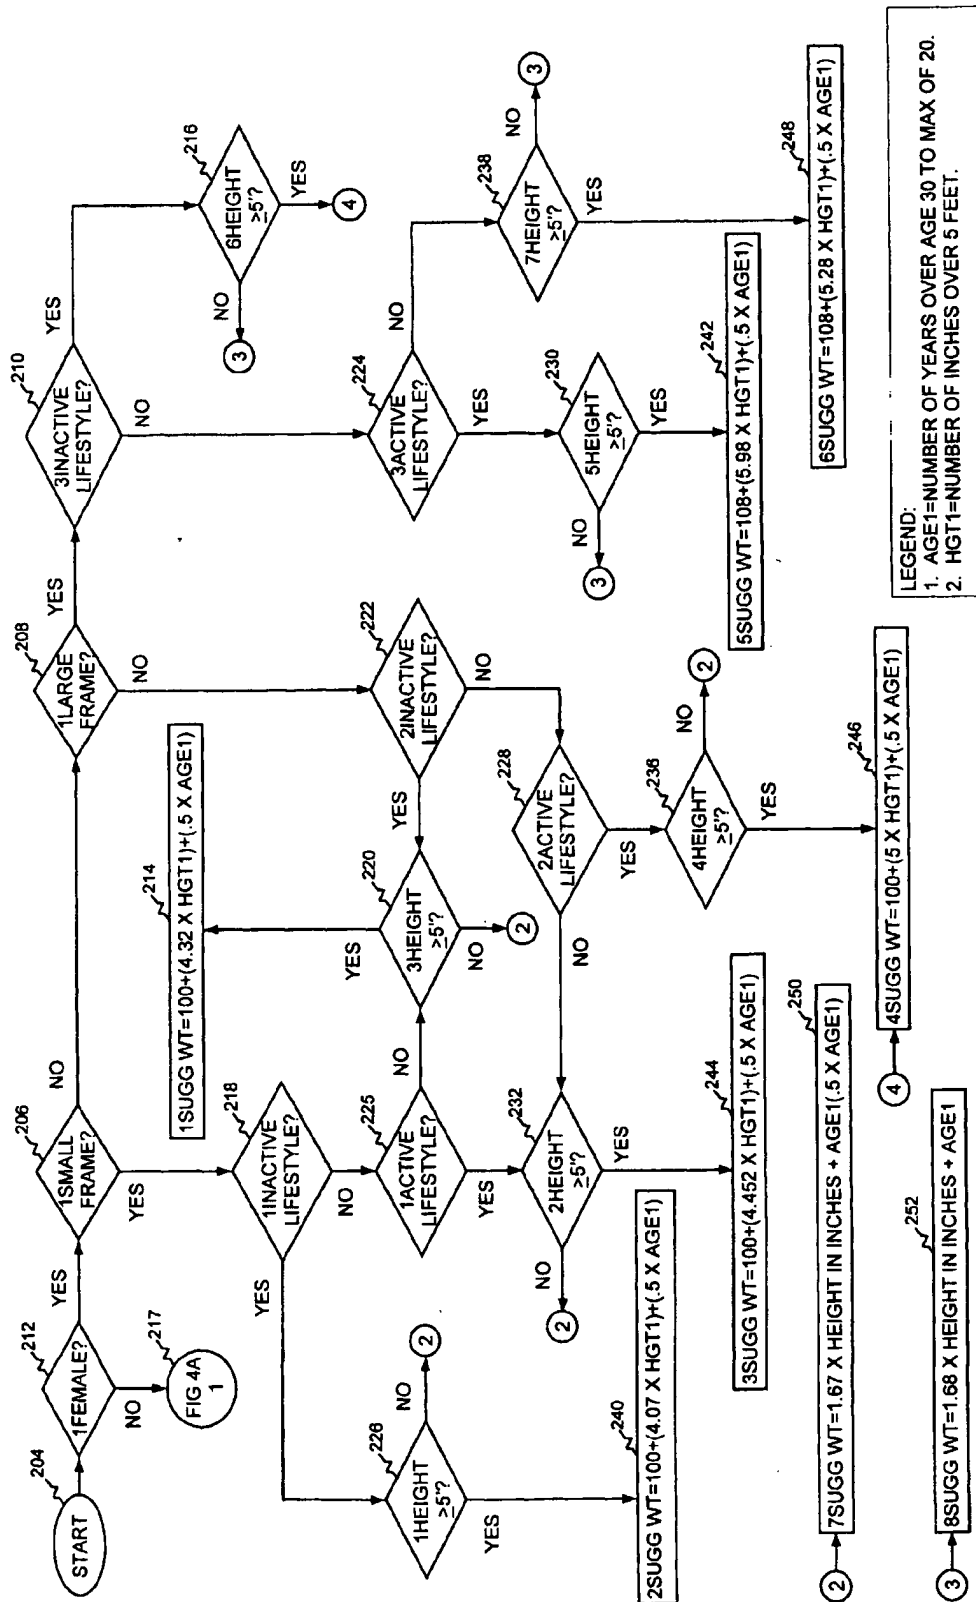 204
START
212
1FEMALE?
YES
NO
217
FIG 4A
1
206
1SMALL
FRAME?
NO
YES
208
1LARGE
FRAME?
YES
NO
210
3INACTIVE
LIFESTYLE?
YES
NO
216
6HEIGHT
≥5'?
NO
3
YES
4
214
1SUGG WT=100+(4.32 X HGT1)+(.5 X AGE1)
218
1INACTIVE
LIFESTYLE?
YES
NO
225
1ACTIVE
LIFESTYLE?
NO
YES
220
3HEIGHT
≥5'?
YES
NO
2
222
2INACTIVE
LIFESTYLE?
YES
NO
224
3ACTIVE
LIFESTYLE?
NO
YES
238
7HEIGHT
≥5'?
NO
3
YES
226
1HEIGHT
≥5'?
NO
2
YES
232
2HEIGHT
≥5'?
NO
2
YES
228
2ACTIVE
LIFESTYLE?
NO
YES
230
5HEIGHT
≥5'?
NO
3
YES
236
4HEIGHT
≥5'?
NO
2
YES
240
2SUGG WT=100+(4.07 X HGT1)+(.5 X AGE1)
244
3SUGG WT=100+(4.452 X HGT1)+(.5 X AGE1)
242
5SUGG WT=108+(5.98 X HGT1)+(.5 X AGE1)
248
6SUGG WT=108+(5.28 X HGT1)+(.5 X AGE1)
250
2
7SUGG WT=1.67 X HEIGHT IN INCHES + AGE1(.5 X AGE1)
246
4
4SUGG WT=100+(5 X HGT1)+(.5 X AGE1)
252
3
8SUGG WT=1.68 X HEIGHT IN INCHES + AGE1
LEGEND:
1. AGE1=NUMBER OF YEARS OVER AGE 30 TO MAX OF 20.
2. HGT1=NUMBER OF INCHES OVER 5 FEET.